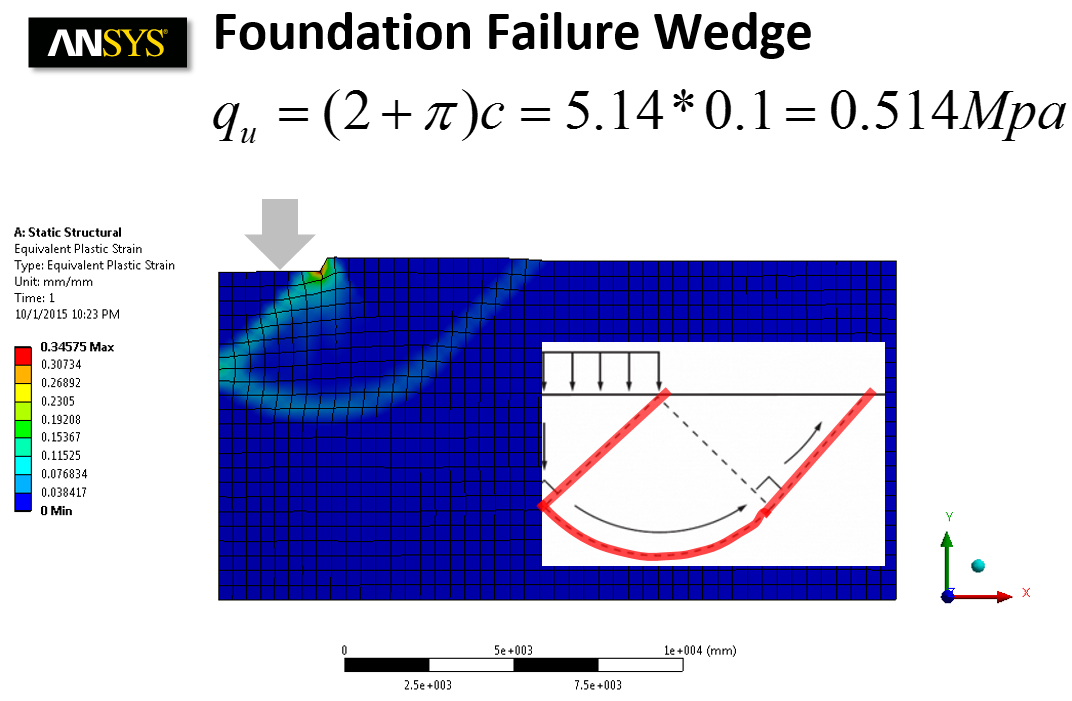 ANSYS®
Foundation Failure Wedge
qᵤ = (2 + π)c = 5.14*0.1 = 0.514Mpa
A: Static Structural
Equivalent Plastic Strain
Type: Equivalent Plastic Strain
Unit: mm/mm
Time: 1
10/1/2015 10:23 PM
0.34575 Max
0.30734
0.26892
0.2305
0.19208
0.15367
0.11525
0.076834
0.038417
0 Min
Y
Z
X
0 5e+003 1e+004 (mm)
2.5e+003 7.5e+003